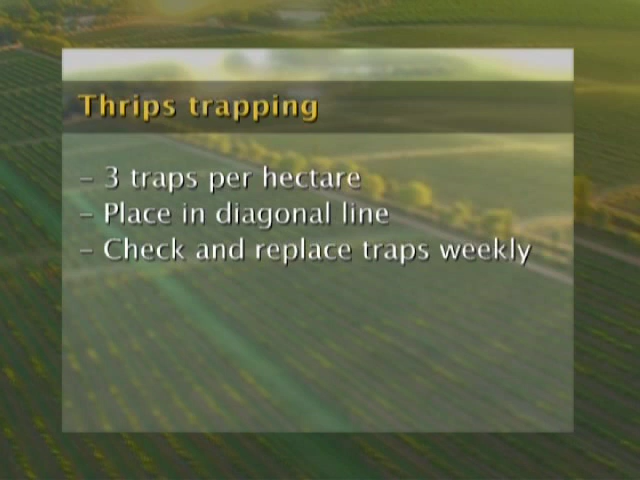 Thrips trapping
– 3 traps per hectare
– Place in diagonal line
– Check and replace traps weekly